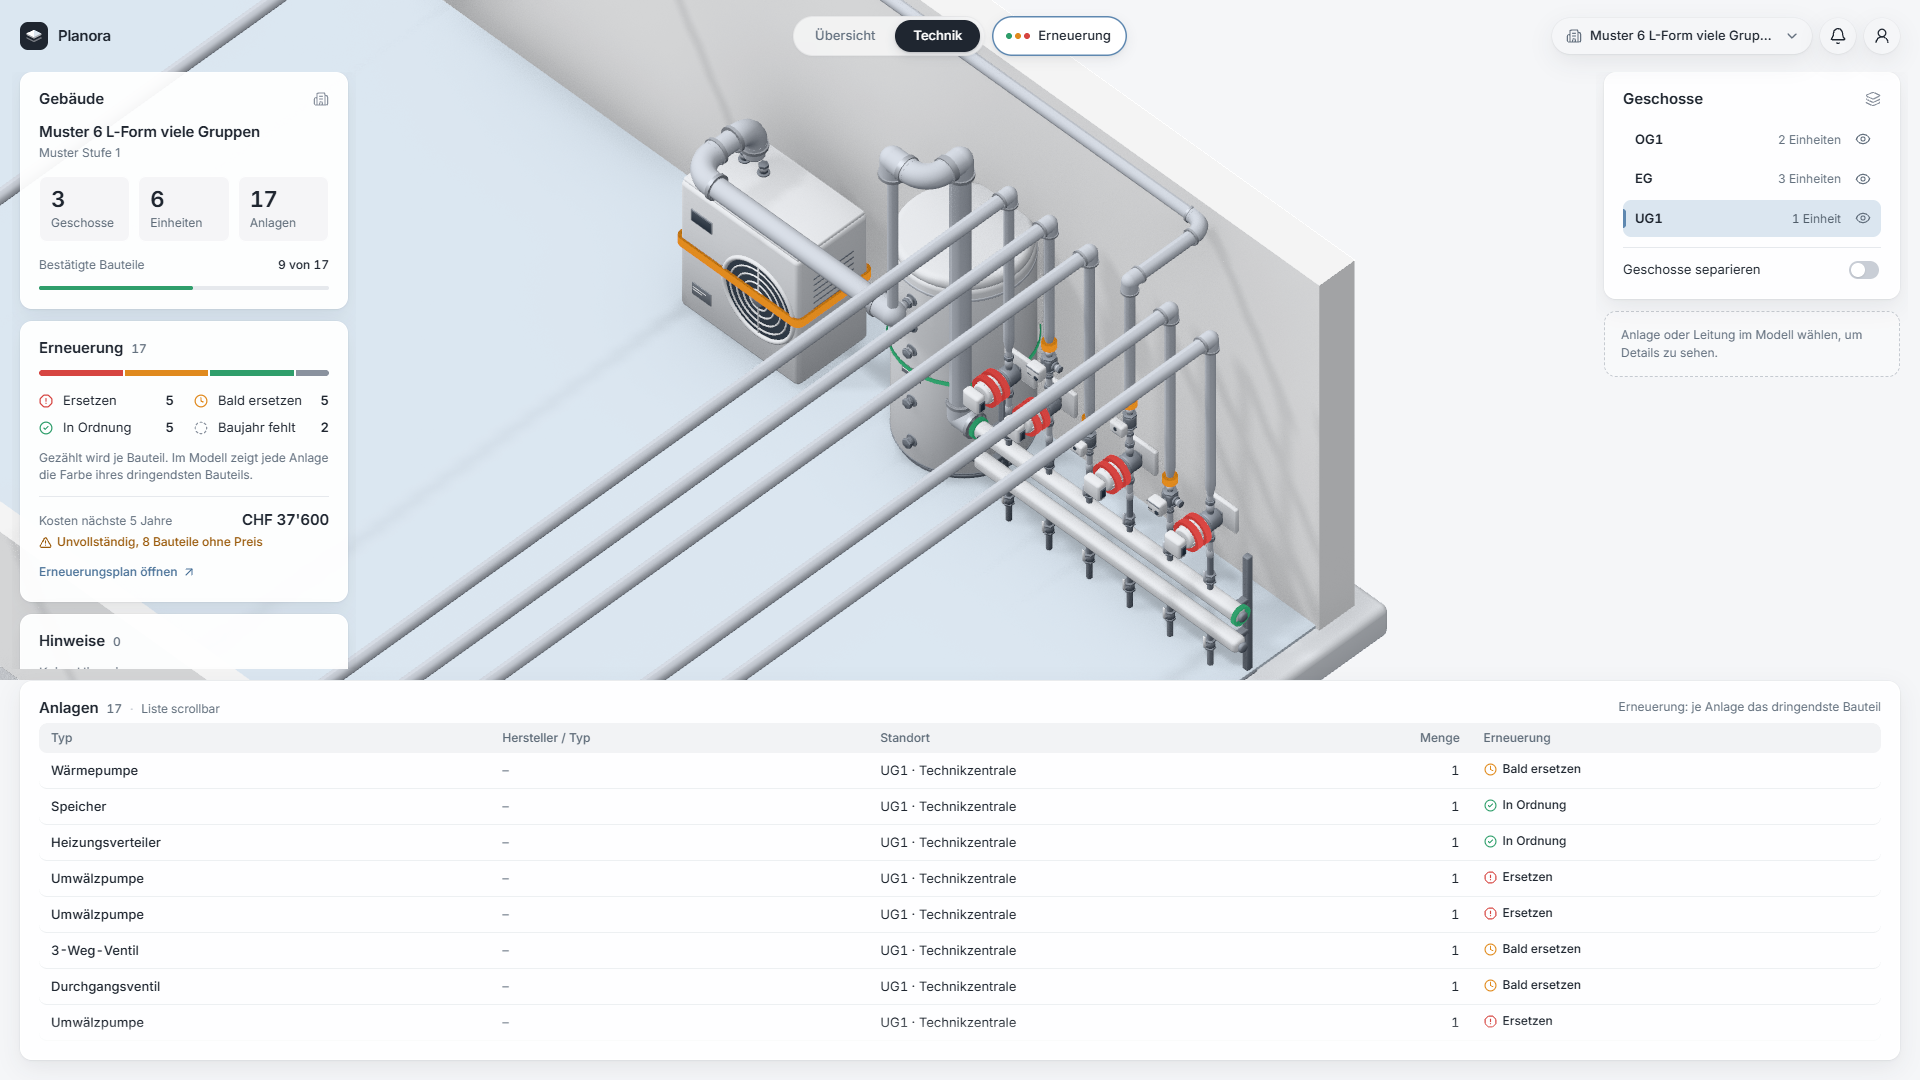 Planora
Übersicht
Technik
Erneuerung
Muster 6 L-Form viele Grup...
Gebäude
Muster 6 L-Form viele Gruppen
Muster Stufe 1
3 Geschosse
6 Einheiten
17 Anlagen
Bestätigte Bauteile 9 von 17
Erneuerung 17
Ersetzen 5 Bald ersetzen 5
In Ordnung 5 Baujahr fehlt 2
Gezählt wird je Bauteil. Im Modell zeigt jede Anlage
die Farbe ihres dringendsten Bauteils.
Kosten nächste 5 Jahre CHF 37'600
Unvollständig, 8 Bauteile ohne Preis
Erneuerungsplan öffnen
Hinweise 0
Geschosse
OG1 2 Einheiten
EG 3 Einheiten
UG1 1 Einheit
Geschosse separieren
Anlage oder Leitung im Modell wählen, um
Details zu sehen.
Anlagen 17 · Liste scrollbar
Erneuerung: je Anlage das dringendste Bauteil
Typ Hersteller / Typ Standort Menge Erneuerung
Wärmepumpe – UG1 · Technikzentrale 1 Bald ersetzen
Speicher – UG1 · Technikzentrale 1 In Ordnung
Heizungsverteiler – UG1 · Technikzentrale 1 In Ordnung
Umwälzpumpe – UG1 · Technikzentrale 1 Ersetzen
Umwälzpumpe – UG1 · Technikzentrale 1 Ersetzen
3-Weg-Ventil – UG1 · Technikzentrale 1 Bald ersetzen
Durchgangsventil – UG1 · Technikzentrale 1 Bald ersetzen
Umwälzpumpe – UG1 · Technikzentrale 1 Ersetzen